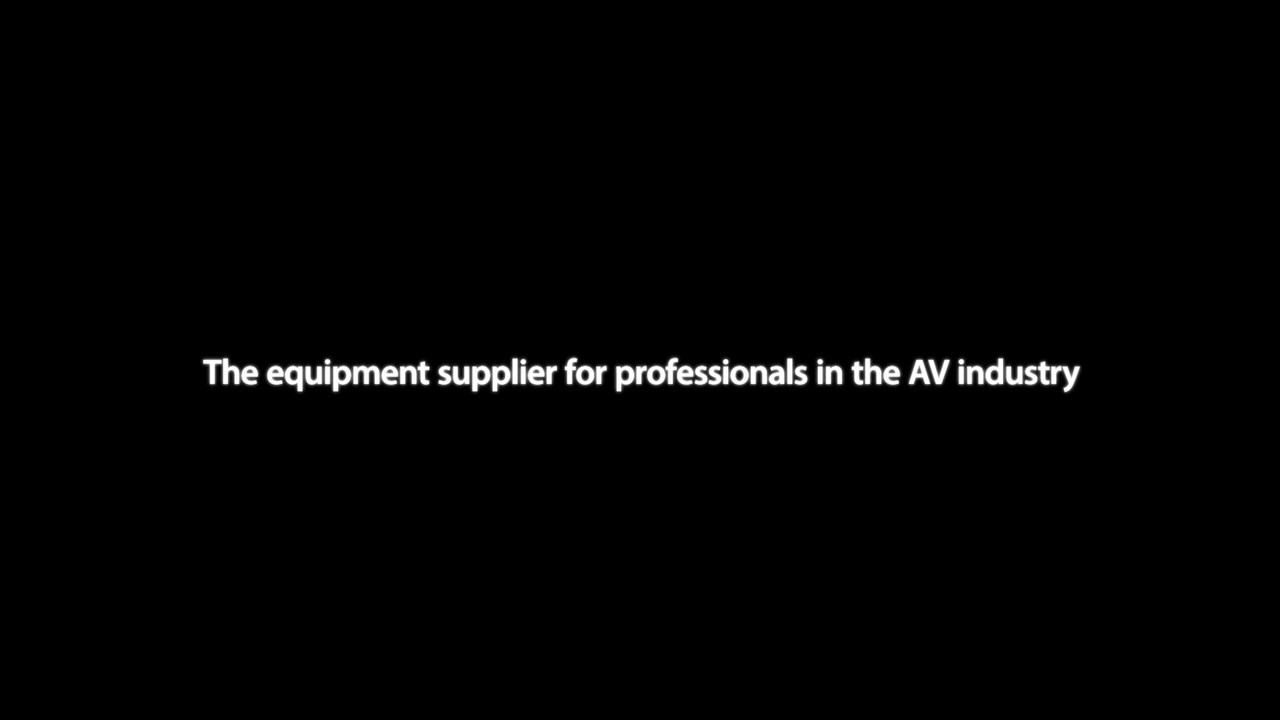 The equipment supplier for professionals in the AV industry